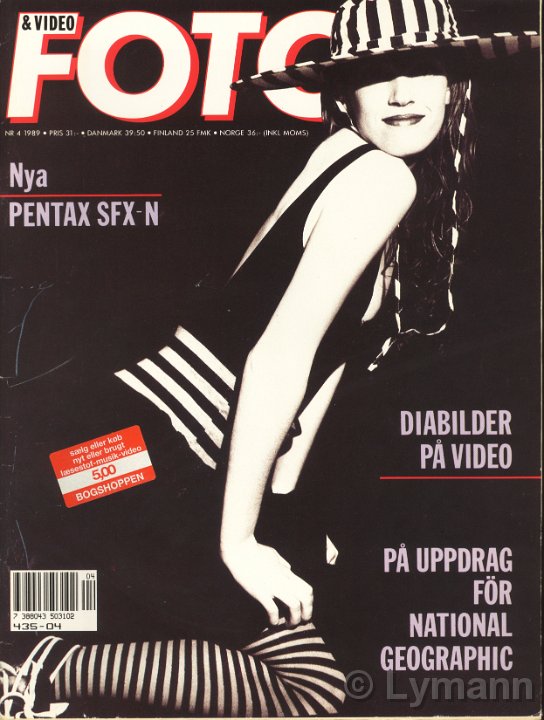 & VIDEO
FOTO
NR 4 1989 • PRIS 31:- • DANMARK 39:50 • FINLAND 25 FMK • NORGE 36:- (INKL MOMS)
Nya
PENTAX SFX-N
sælg eller køb
nyt eller brugt
læsestof-musik-video
5,00
BOGSHOPPEN
DIABILDER
PÅ VIDEO
PÅ UPPDRAG
FÖR
NATIONAL
GEOGRAPHIC
04
7 388043 503102
435-04
© Lymann